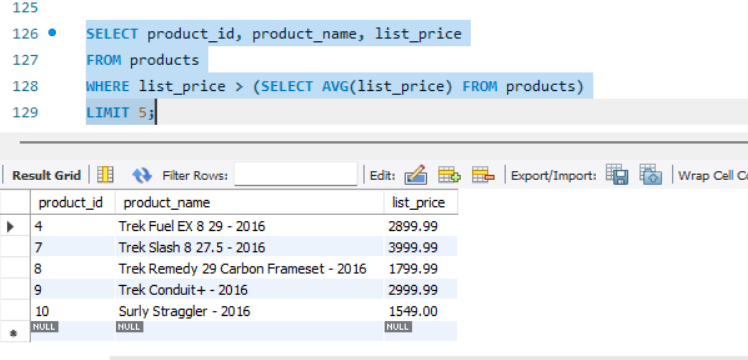 125
126 SELECT product_id, product_name, list_price
127 FROM products
128 WHERE list_price > (SELECT AVG(list_price) FROM products)
129 LIMIT 5;
Result Grid Filter Rows: Edit: Export/Import: Wrap Cell Co
product_id product_name list_price
4 Trek Fuel EX 8 29 - 2016 2899.99
7 Trek Slash 8 27.5 - 2016 3999.99
8 Trek Remedy 29 Carbon Frameset - 2016 1799.99
9 Trek Conduit+ - 2016 2999.99
10 Surly Straggler - 2016 1549.00
NULL NULL NULL